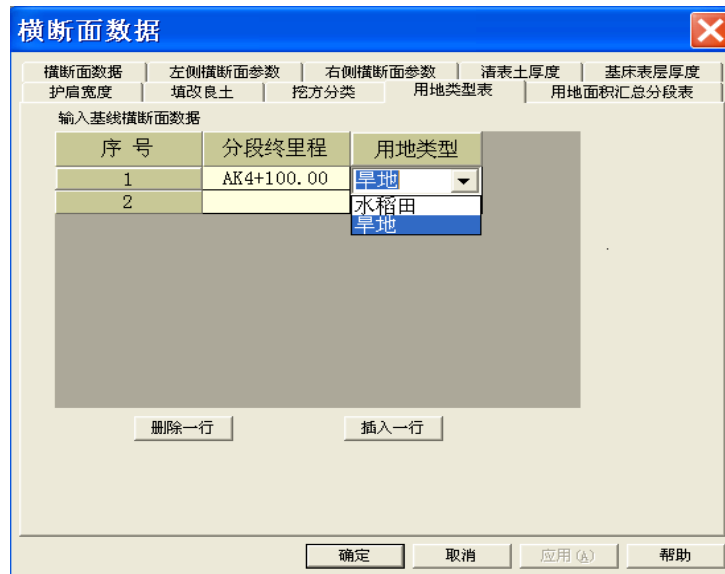 横断面数据
横断面数据 左侧横断面参数 右侧横断面参数 清表土厚度 基床表层厚度
护肩宽度 填改良土 挖方分类 用地类型表 用地面积汇总分段表
输入基线横断面数据
序 号 分段终里程 用地类型
1 AK4+100.00 旱地
2 水稻田
旱地
删除一行 插入一行
确定 取消 应用(A) 帮助